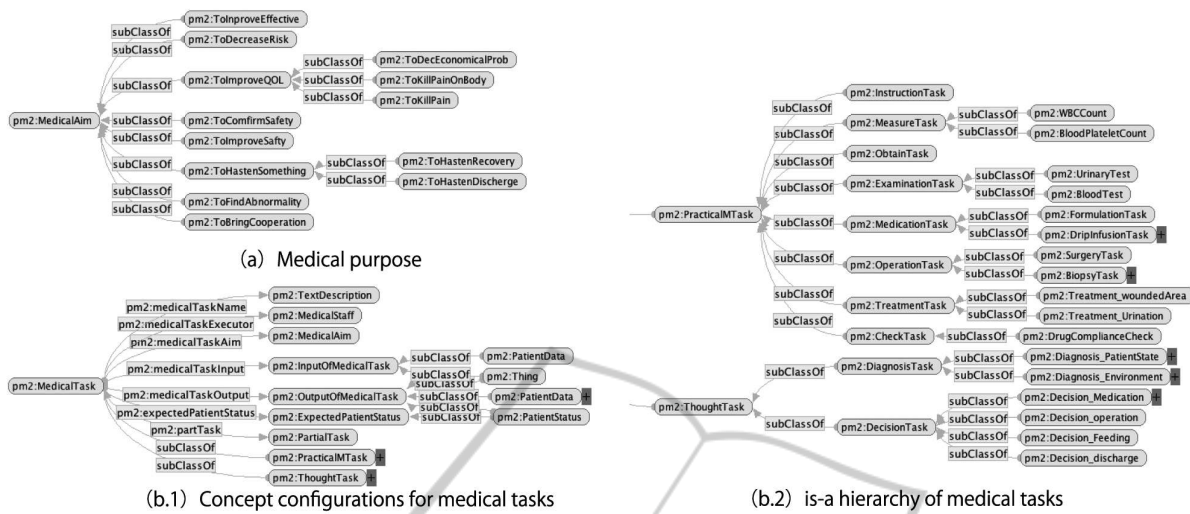 pm2:ToInproveEffective
subClassOf
pm2:ToDecreaseRisk
subClassOf
subClassOf
pm2:ToDecEconomicalProb
subClassOf
pm2:ToImproveQOL
subClassOf
pm2:ToKillPainOnBody
subClassOf
pm2:ToKillPain
pm2:MedicalAim
subClassOf
pm2:ToComfirmSafety
subClassOf
pm2:ToImproveSafty
subClassOf
pm2:ToHastenRecovery
subClassOf
pm2:ToHastenSomething
subClassOf
pm2:ToHastenDischerge
subClassOf
pm2:ToFindAbnormality
subClassOf
pm2:ToBringCooperation
(a) Medical purpose
pm2:TextDescription
pm2:medicalTaskName
pm2:MedicalStaff
pm2:medicalTaskExecutor
pm2:MedicalAim
pm2:medicalTaskAim
subClassOf
pm2:PatientData
pm2:medicalTaskInput
pm2:InputOfMedicalTask
subClassOf
pm2:Thing
pm2:MedicalTask
subClassOf
pm2:medicalTaskOutput
pm2:OutputOfMedicalTask
subClassOf
pm2:PatientData
+
pm2:expectedPatientStatus
pm2:ExpectedPatientStatus
subClassOf
subClassOf
pm2:PatientStatus
pm2:partTask
pm2:PartialTask
subClassOf
pm2:PracticalMTask
+
subClassOf
pm2:ThoughtTask
+
(b.1) Concept configurations for medical tasks
pm2:InstructionTask
subClassOf
subClassOf
pm2:WBCCount
subClassOf
pm2:MeasureTask
subClassOf
pm2:BloodPlateletCount
subClassOf
pm2:ObtainTask
subClassOf
pm2:UrinaryTest
subClassOf
pm2:ExaminationTask
subClassOf
pm2:BloodTest
pm2:PracticalMTask
subClassOf
pm2:FormulationTask
subClassOf
pm2:MedicationTask
subClassOf
pm2:DripInfusionTask
+
subClassOf
pm2:SurgeryTask
subClassOf
pm2:OperationTask
subClassOf
pm2:BiopsyTask
+
subClassOf
pm2:Treatment_woundedArea
subClassOf
pm2:TreatmentTask
subClassOf
pm2:Treatment_Urination
subClassOf
pm2:CheckTask
subClassOf
pm2:DrugComplianceCheck
subClassOf
pm2:Diagnosis_PatientState
+
subClassOf
pm2:DiagnosisTask
subClassOf
pm2:Diagnosis_Environment
+
pm2:ThoughtTask
subClassOf
pm2:Decision_Medication
+
subClassOf
pm2:DecisionTask
subClassOf
pm2:Decision_operation
subClassOf
pm2:Decision_Feeding
subClassOf
pm2:Decision_discharge
(b.2) is-a hierarchy of medical tasks